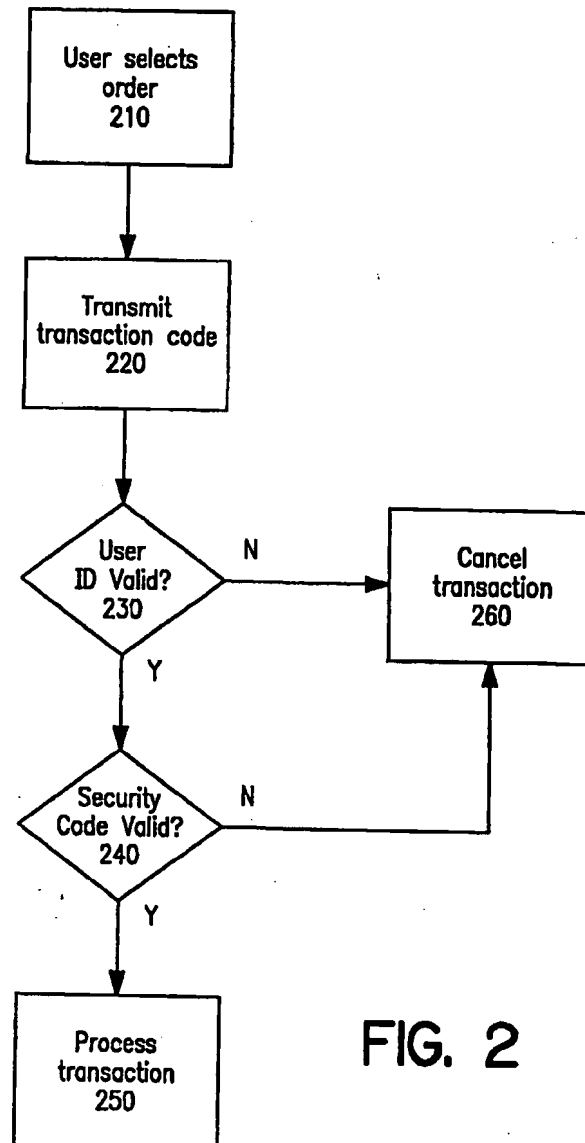 User selects
order
210
Transmit
transaction code
220
User
ID Valid?
230
N
Cancel
transaction
260
Y
Security
Code Valid?
240
N
Y
Process
transaction
250
FIG. 2